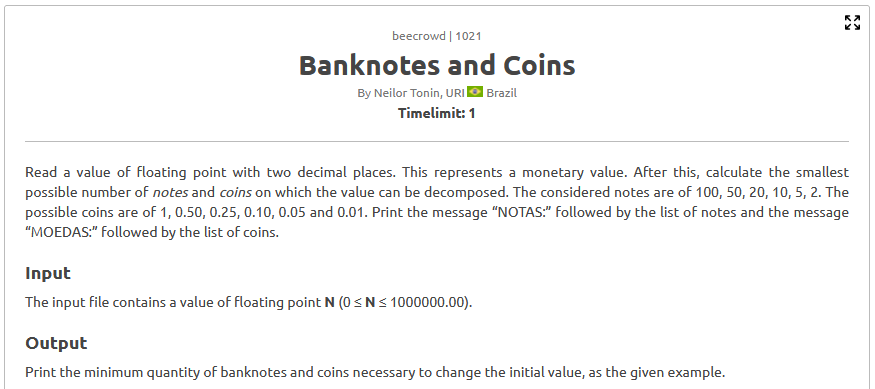 beecrowd | 1021
Banknotes and Coins
By Neilor Tonin, URI Brazil
Timelimit: 1
Read a value of floating point with two decimal places. This represents a monetary value. After this, calculate the smallest
possible number of notes and coins on which the value can be decomposed. The considered notes are of 100, 50, 20, 10, 5, 2. The
possible coins are of 1, 0.50, 0.25, 0.10, 0.05 and 0.01. Print the message “NOTAS:” followed by the list of notes and the message
“MOEDAS:” followed by the list of coins.
Input
The input file contains a value of floating point N (0 ≤ N ≤ 1000000.00).
Output
Print the minimum quantity of banknotes and coins necessary to change the initial value, as the given example.